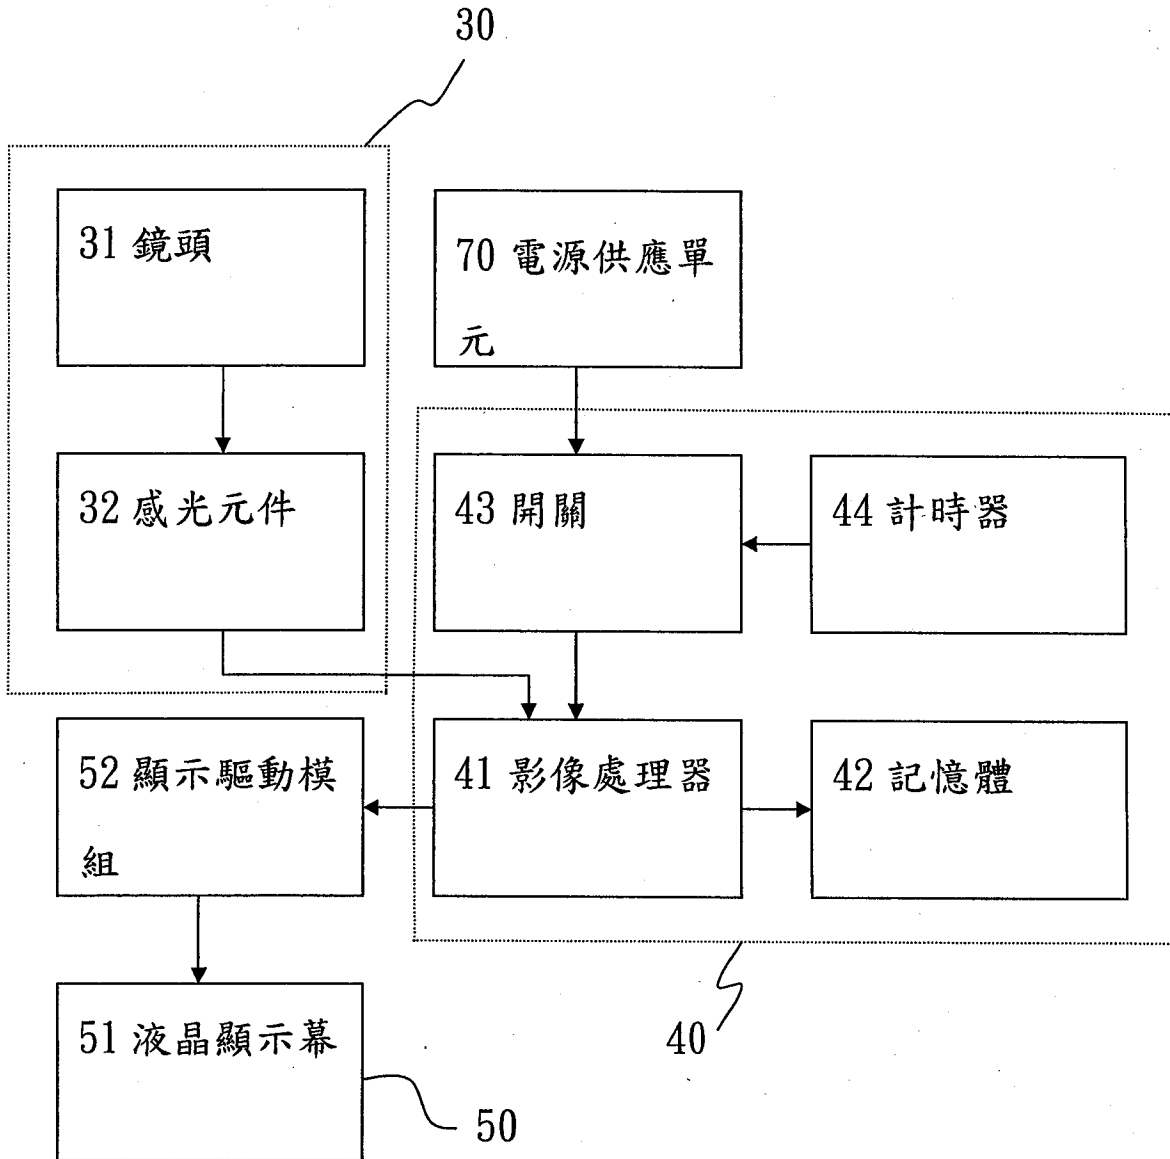 30
31 鏡頭
70 電源供應單
元
32 感光元件
43 開關
44 計時器
52 顯示驅動模
組
41 影像處理器
42 記憶體
51 液晶顯示幕
40
50